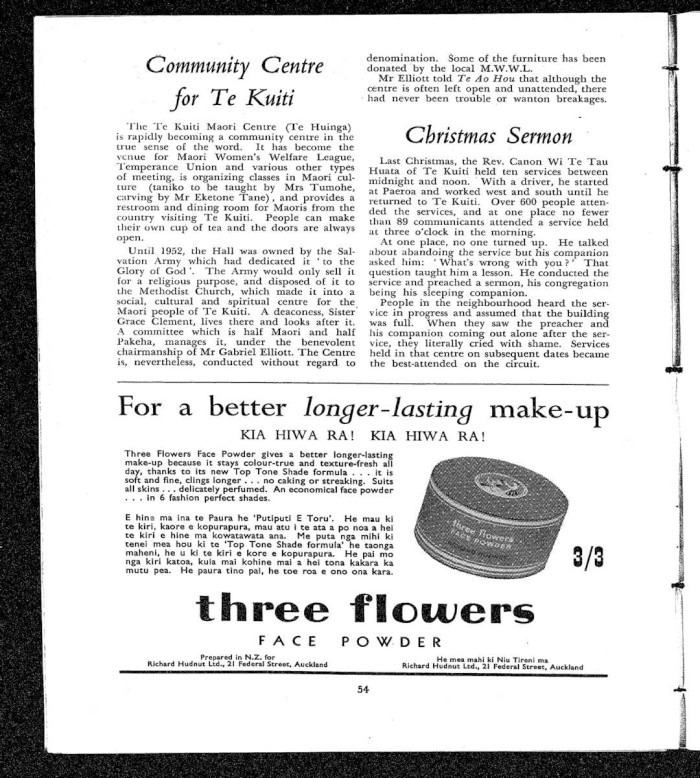 Community Centre
for Te Kuiti
The Te Kuiti Maori Centre (Te Huinga)
is rapidly becoming a community centre in the
true sense of the word. It has become the
venue for Maori Women's Welfare League,
Temperance Union and various other types
of meeting, is organizing classes in Maori cul-
ture (taniko to be taught by Mrs Tumohe,
carving by Mr Eketone Tane), and provides a
restroom and dining room for Maoris from the
country visiting Te Kuiti. People can make
their own cup of tea and the doors are always
open.
Until 1952, the Hall was owned by the Sal-
vation Army which had dedicated it ' to the
Glory of God '. The Army would only sell it
for a religious purpose, and disposed of it to
the Methodist Church, which made it into a
social, cultural and spiritual centre for the
Maori people of Te Kuiti. A deaconess, Sister
Grace Clement, lives there and looks after it.
A committee which is half Maori and half
Pakeha, manages it, under the benevolent
chairmanship of Mr Gabriel Elliott. The Centre
is, nevertheless, conducted without regard to
denomination. Some of the furniture has been
donated by the local M.W.W.L.
Mr Elliott told Te Ao Hou that although the
centre is often left open and unattended, there
had never been trouble or wanton breakages.
Christmas Sermon
Last Christmas, the Rev. Canon Wi Te Tau
Huata of Te Kuiti held ten services between
midnight and noon. With a driver, he started
at Paeroa and worked west and south until he
returned to Te Kuiti. Over 600 people atten-
ded the services, and at one place no fewer
than 89 communicants attended a service held
at three o'clock in the morning.
At one place, no one turned up. He talked
about abandoning the service but his companion
asked him: ' What's wrong with you? ' That
question taught him a lesson. He conducted the
service and preached a sermon, his congregation
being his sleeping companion.
People in the neighbourhood heard the ser-
vice in progress and assumed that the building
was full. When they saw the preacher and
his companion coming out alone after the ser-
vice, they literally cried with shame. Services
held in that centre on subsequent dates became
the best-attended on the circuit.
For a better longer-lasting make-up
KIA HIWA RA! KIA HIWA RA!
Three Flowers Face Powder gives a better longer-lasting
make-up because it stays colour-true and texture-fresh all
day, thanks to its new Top Tone Shade formula . . . it is
soft and fine, clings longer . . . no caking or streaking. Suits
all skins . . . delicately perfumed. An economical face powder
. . . in 6 fashion perfect shades.
E hine ma ina te Paura he 'Putiputi E Toru'. He mau ki
te kiri, kaore e kopurapura, mau atu i te ata a po noa a hei
te kiri e hine ma kowatawata ana. Me puta nga mihi ki
tenei mea hou ki te 'Top Tone Shade formula' he taonga
maheni, he u ki te kiri e kore e kopurapura. He pai mo
nga kiri katoa, kuia mai kohine mai a hei tona kakara ka
mutu pea. He paura tino pai, he toe roa e ono ona kara.
three flowers
FACE POWDER
3/3
three flowers
FACE POWDER
Prepared in N.Z. for
Richard Hudnut Ltd., 21 Federal Street, Auckland
He mea mahi ki Niu Tireni ma
Richard Hudnut Ltd., 21 Federal Street, Auckland
54